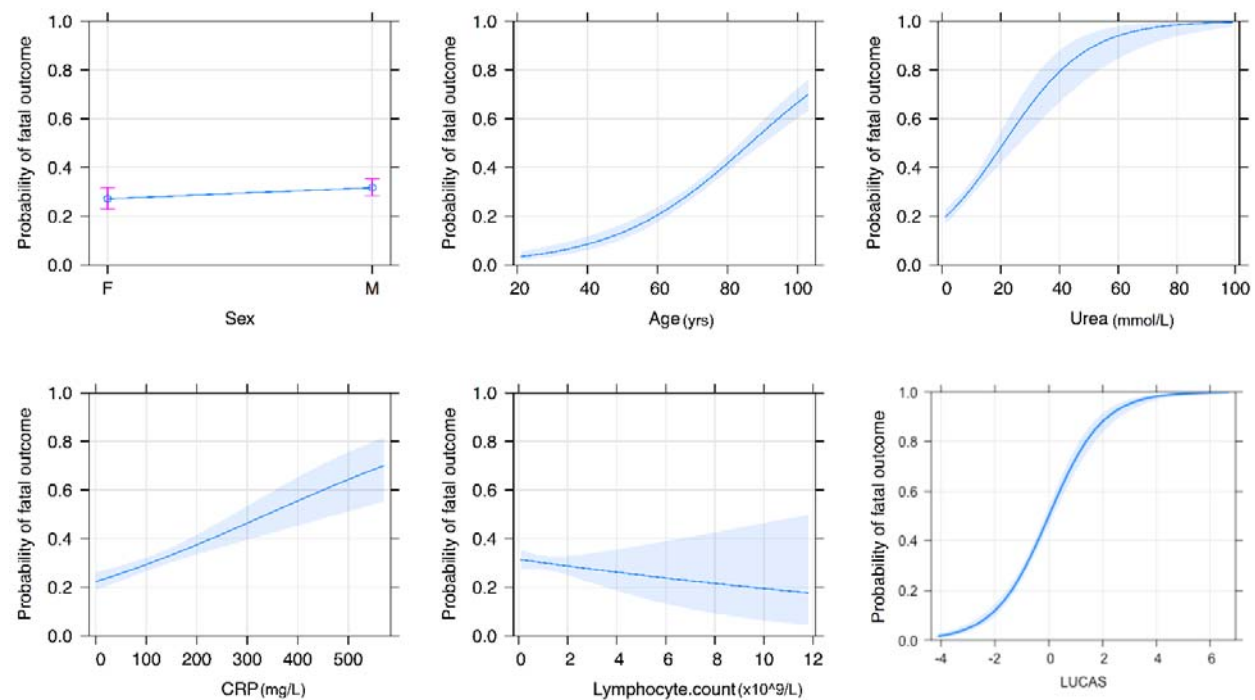 Probability of fatal outcome
1.0
0.8
0.6
0.4
0.2
0.0
F M
Sex
Probability of fatal outcome
1.0
0.8
0.6
0.4
0.2
0.0
20 40 60 80 100
Age (yrs)
Probability of fatal outcome
1.0
0.8
0.6
0.4
0.2
0.0
0 20 40 60 80 100
Urea (mmol/L)
Probability of fatal outcome
1.0
0.8
0.6
0.4
0.2
0.0
0 100 200 300 400 500
CRP (mg/L)
Probability of fatal outcome
1.0
0.8
0.6
0.4
0.2
0.0
0 2 4 6 8 10 12
Lymphocyte.count (x10^9/L)
Probability of fatal outcome
1.0
0.8
0.6
0.4
0.2
0.0
-4 -2 0 2 4 6
LUCAS